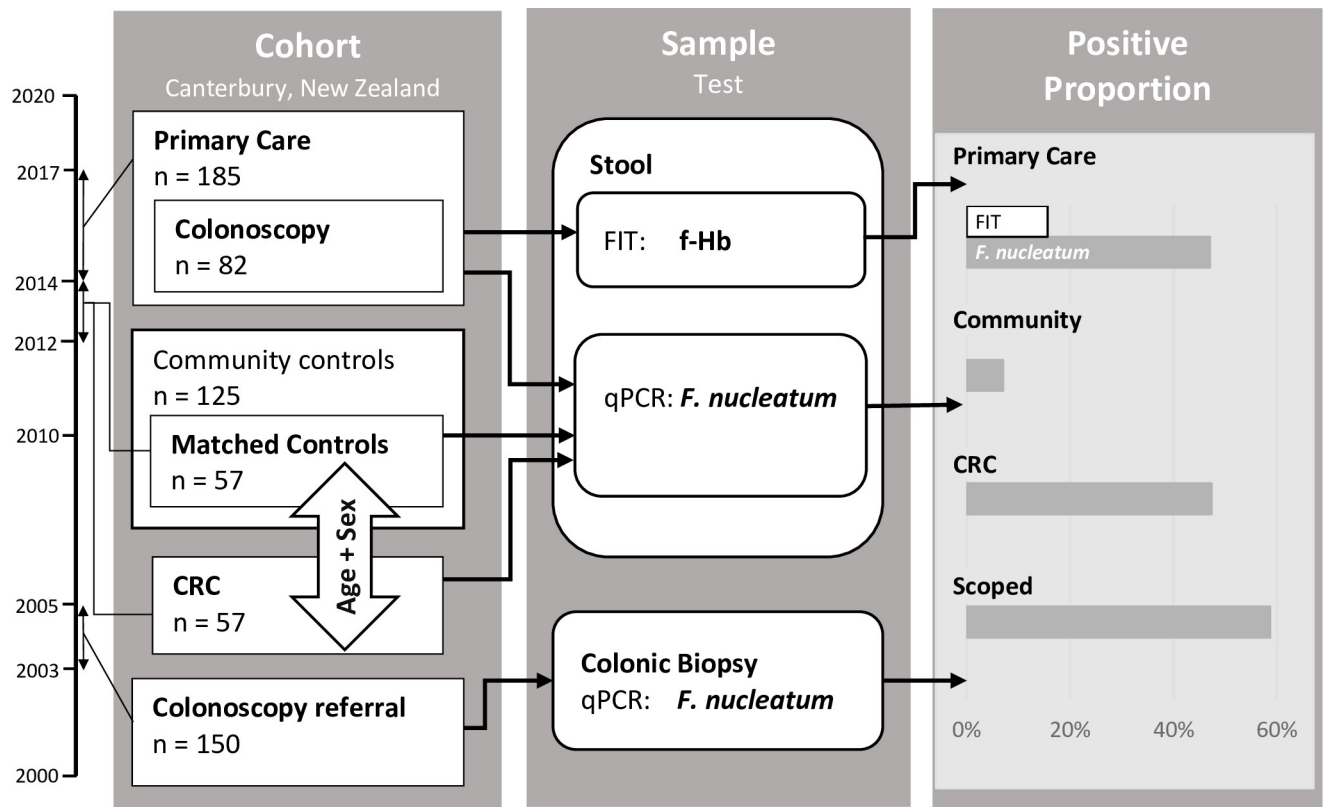 Cohort
Canterbury, New Zealand
Sample
Test
Positive
Proportion
2020
2017
2014
2012
2010
2005
2003
2000
Primary Care
n = 185
Colonoscopy
n = 82
Community controls
n = 125
Matched Controls
n = 57
Age + Sex
CRC
n = 57
Colonoscopy referral
n = 150
Stool
FIT: f-Hb
qPCR: F. nucleatum
Colonic Biopsy
qPCR: F. nucleatum
Primary Care
FIT
F. nucleatum
Community
CRC
Scoped
0% 20% 40% 60%